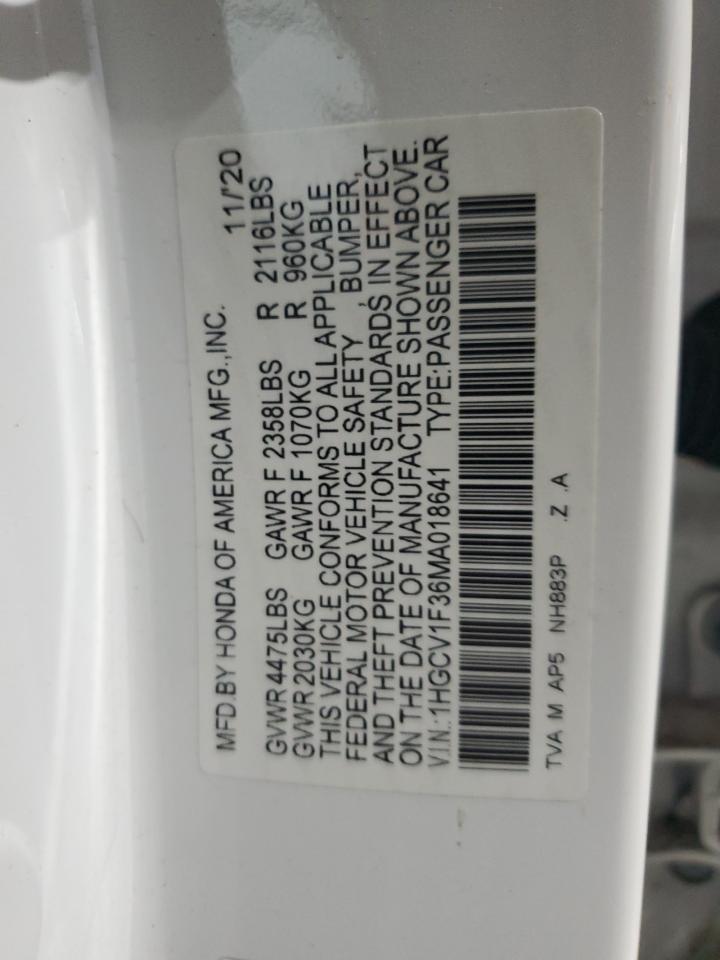 MFD.BY HONDA OF AMERICA MFG.,INC. 11/'20
GVWR 4475LBS GAWR F 2358LBS R 2116LBS
GVWR 2030KG GAWR F 1070KG R 960KG
THIS VEHICLE CONFORMS TO ALL APPLICABLE
FEDERAL MOTOR VEHICLE SAFETY , BUMPER,
AND THEFT PREVENTION STANDARDS, IN EFFECT
ON THE DATE OF MANUFACTURE SHOWN ABOVE.
V.I.N.:1HGCV1F36MA018641 TYPE:PASSENGER CAR
TVA M AP5 NH883P .Z .A